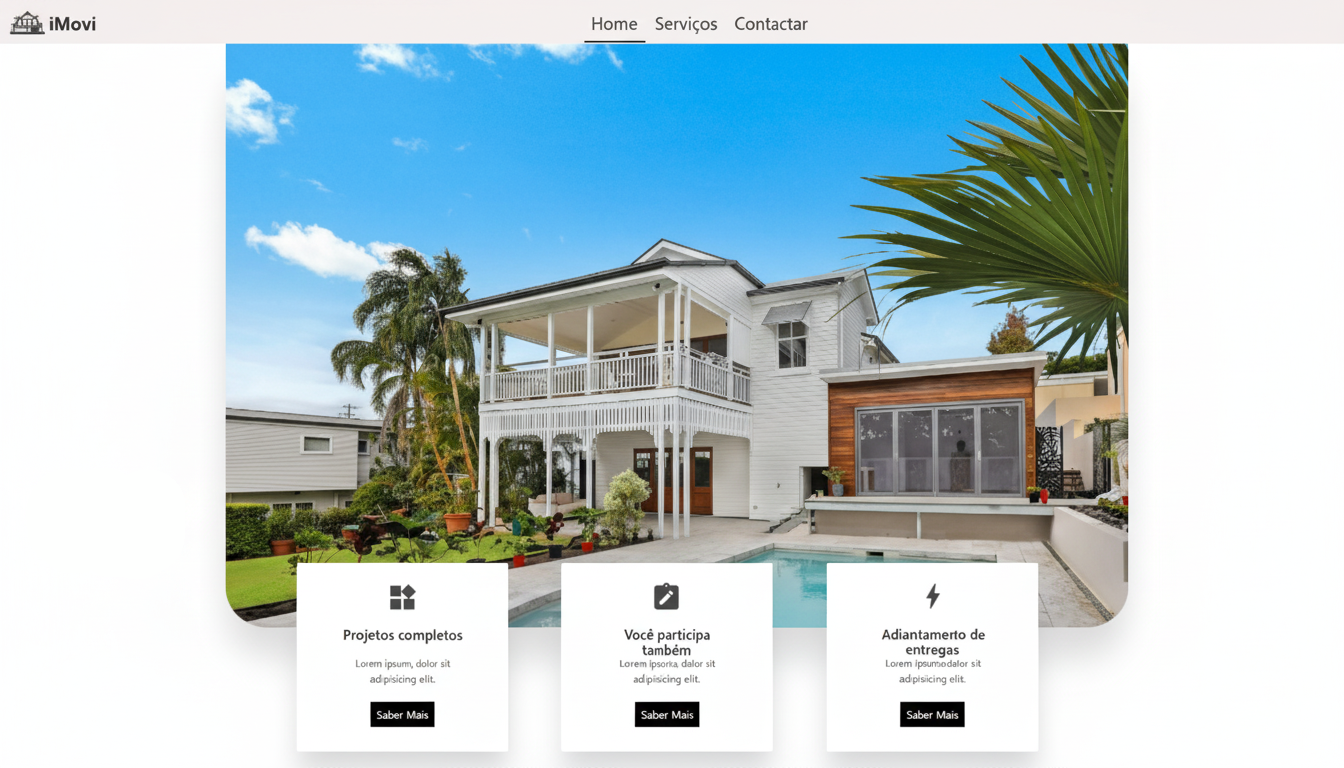 iMovi
Home Serviços Contactar
Projetos completos
Lorem ipsum, dolor sit
adipisicing elit.
Saber Mais
Você participa
também
Lorem ipsorka, dalor sit
adipisicing elit.
Saber Mais
Adiantamerto de
entregas
Lorem ipsumodalor sit
adipisicing elit.
Saber Mais